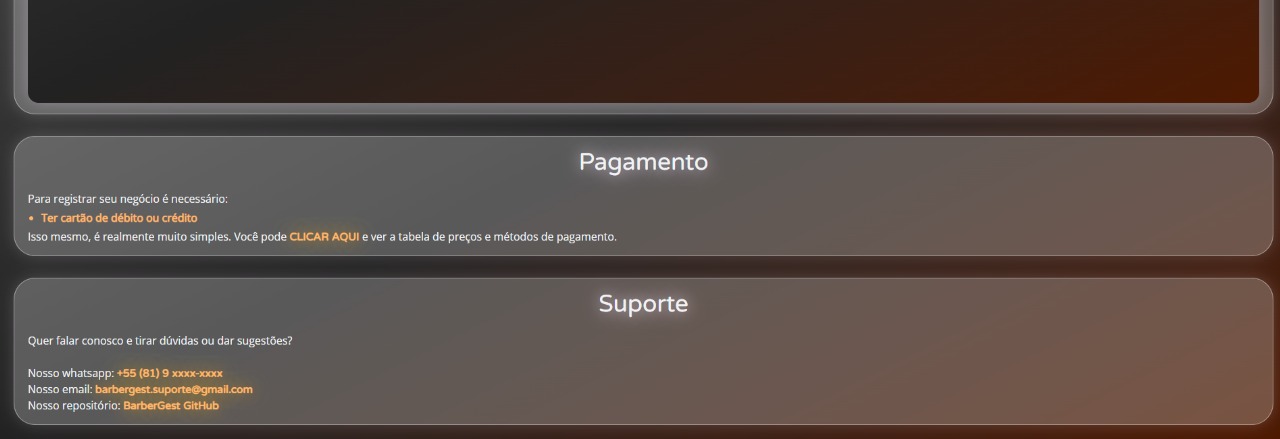 Pagamento
Para registrar seu negócio é necessário:
• Ter cartão de débito ou crédito
Isso mesmo, é realmente muito simples. Você pode CLICAR AQUI e ver a tabela de preços e métodos de pagamento.
Suporte
Quer falar conosco e tirar dúvidas ou dar sugestões?
Nosso whatsapp: +55 (81) 9 xxxx-xxxx
Nosso email: barbergest.suporte@gmail.com
Nosso repositório: BarberGest GitHub